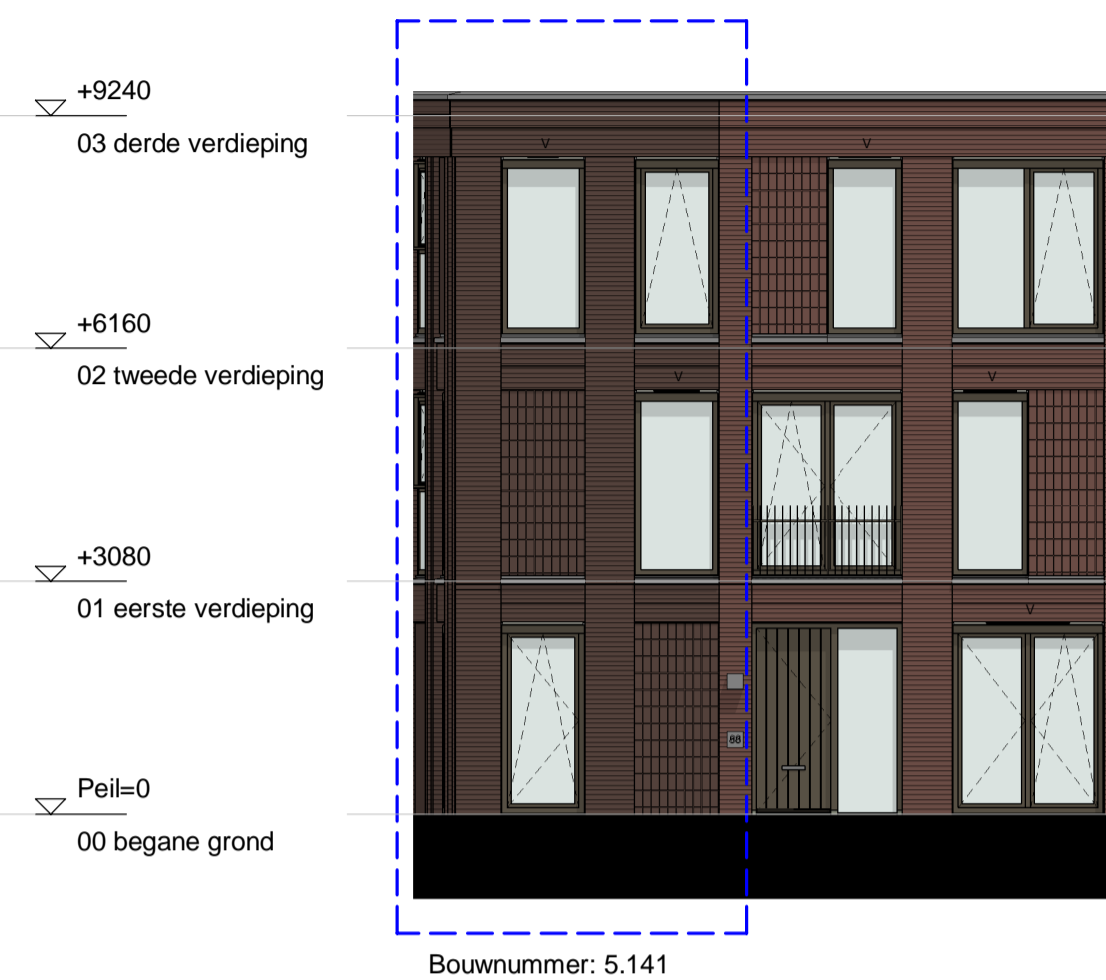 +9240
03 derde verdieping
V
V
+6160
02 tweede verdieping
V
V
+3080
01 eerste verdieping
V
88
Peil=0
00 begane grond
Bouwnummer: 5.141